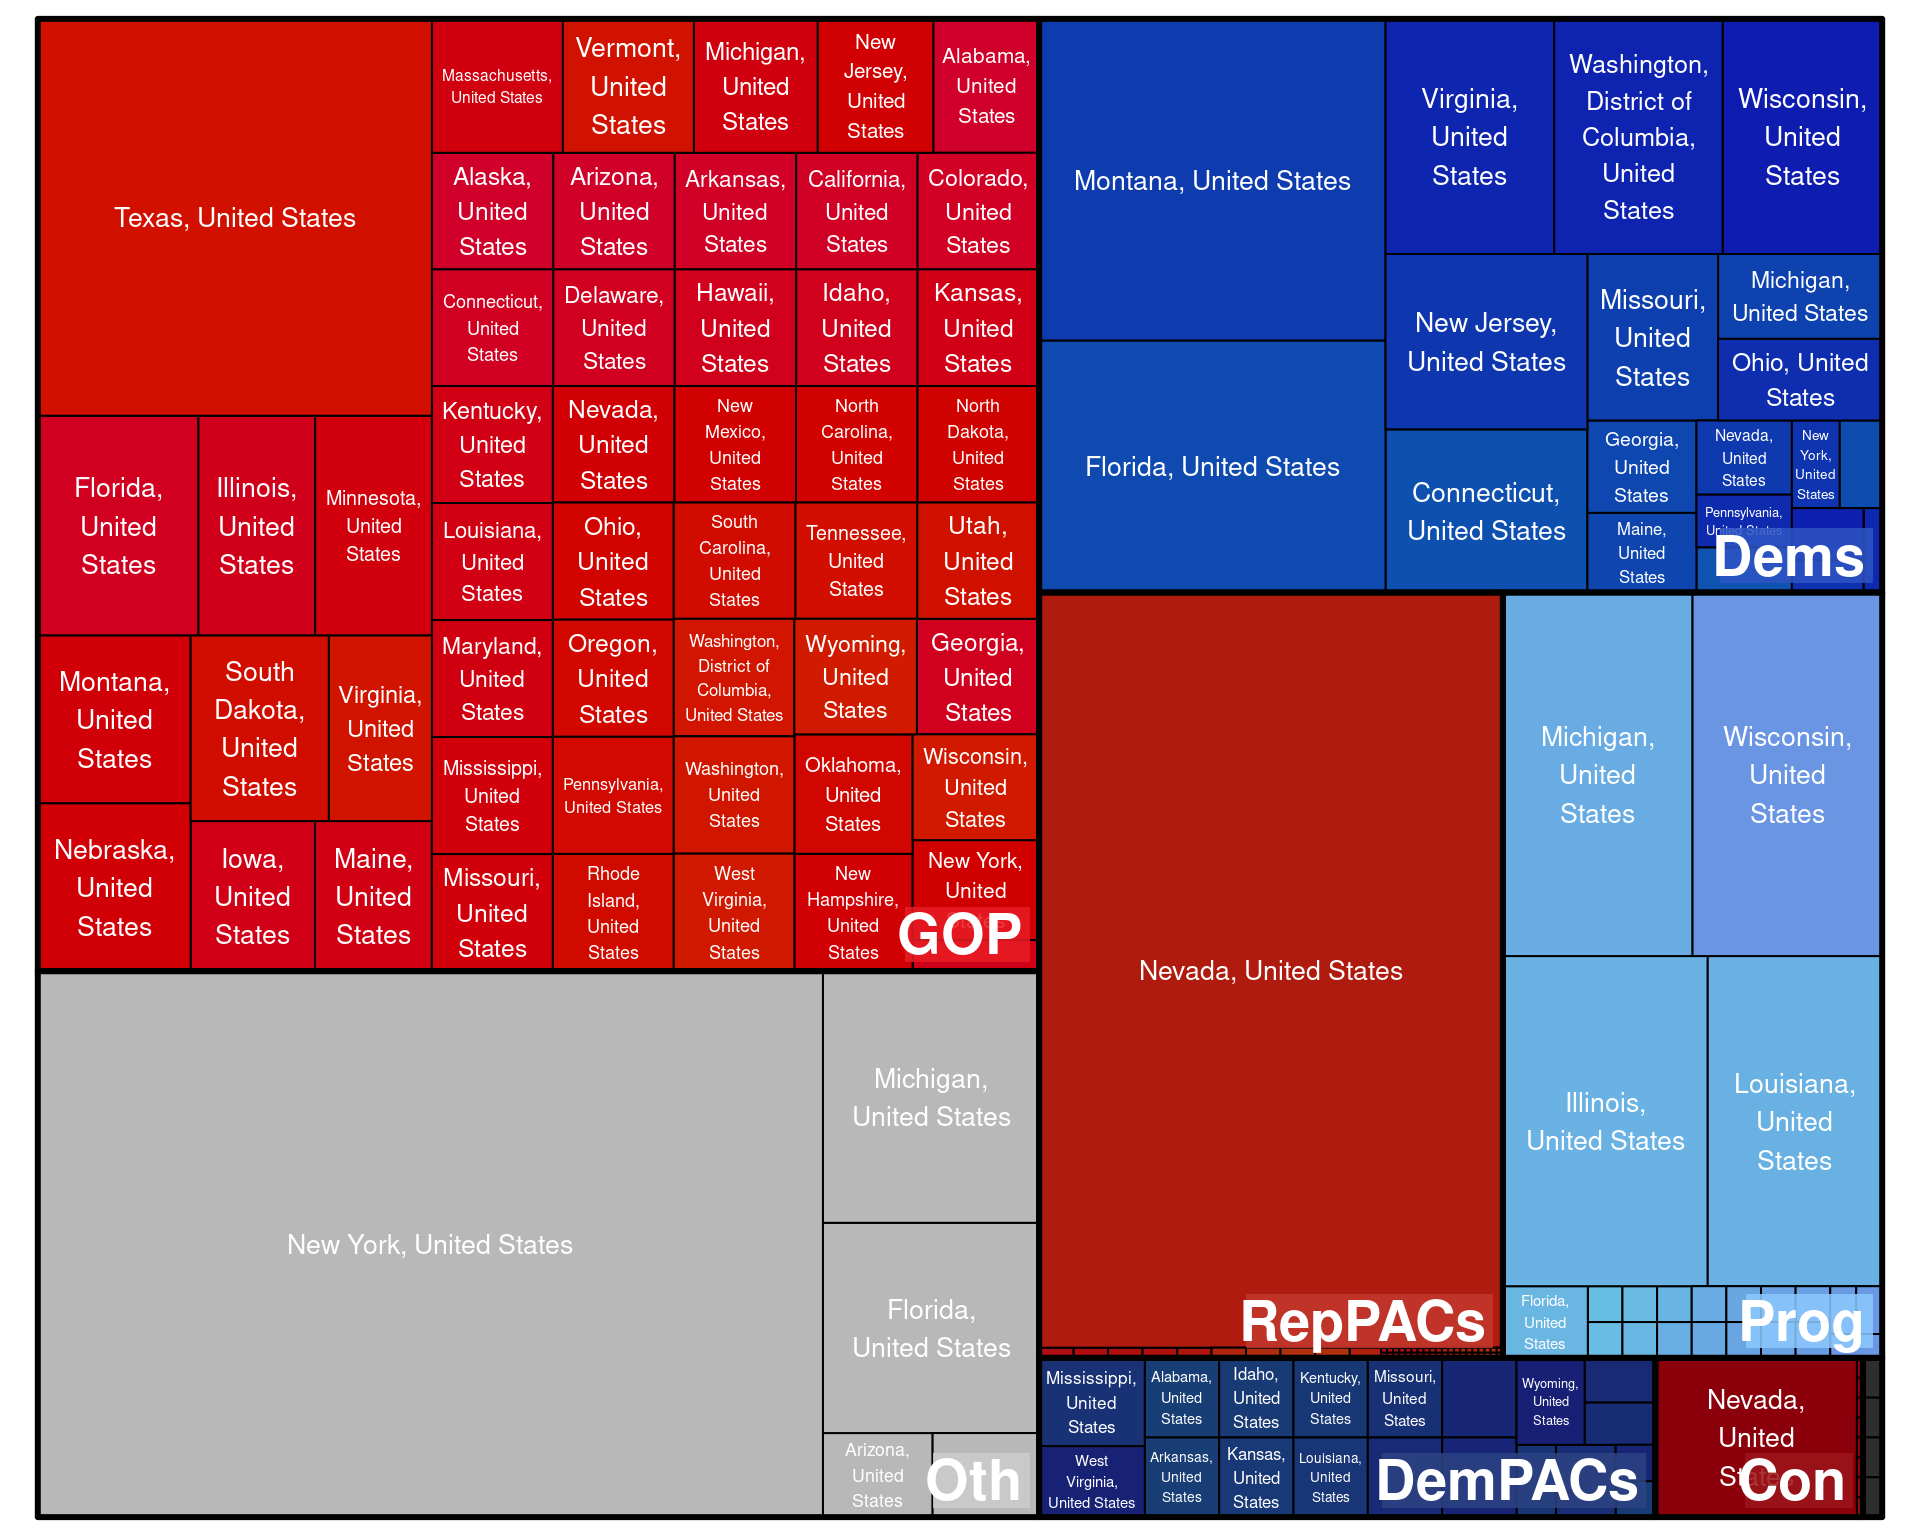 Texas, United States
Massachusetts,
United States
Vermont,
United
States
Michigan,
United
States
New
Jersey,
United
States
Alabama,
United
States
Alaska,
United
States
Arizona,
United
States
Arkansas,
United
States
California,
United
States
Colorado,
United
States
Connecticut,
United
States
Delaware,
United
States
Hawaii,
United
States
Idaho,
United
States
Kansas,
United
States
Kentucky,
United
States
Nevada,
United
States
New
Mexico,
United
States
North
Carolina,
United
States
North
Dakota,
United
States
Florida,
United
States
Illinois,
United
States
Minnesota,
United
States
Louisiana,
United
States
Ohio,
United
States
South
Carolina,
United
States
Tennessee,
United
States
Utah,
United
States
Montana,
United
States
South
Dakota,
United
States
Virginia,
United
States
Maryland,
United
States
Oregon,
United
States
Washington,
District of
Columbia,
United States
Wyoming,
United
States
Georgia,
United
States
Nebraska,
United
States
Iowa,
United
States
Maine,
United
States
Mississippi,
United
States
Pennsylvania,
United States
Washington,
United
States
Oklahoma,
United
States
Wisconsin,
United
States
Missouri,
United
States
Rhode
Island,
United
States
West
Virginia,
United
States
New
Hampshire,
United
States
New York,
United
GOP
Montana, United States
Virginia,
United
States
Washington,
District of
Columbia,
United
States
Wisconsin,
United
States
Florida, United States
New Jersey,
United States
Missouri,
United
States
Michigan,
United States
Ohio, United
States
Connecticut,
United States
Georgia,
United
States
Nevada,
United
States
New
York,
United
States
Pennsylvania,
United States
Maine,
United
States
Dems
New York, United States
Michigan,
United States
Florida,
United States
Arizona,
United
States
Oth
Nevada, United States
RepPACs
Michigan,
United
States
Wisconsin,
United
States
Illinois,
United States
Louisiana,
United
States
Florida,
United
States
Prog
Mississippi,
United
States
Alabama,
United
States
Idaho,
United
States
Kentucky,
United
States
Missouri,
United
States
Wyoming,
United
States
West
Virginia,
United States
Arkansas,
United
States
Kansas,
United
States
Louisiana,
United
States
DemPACs
Nevada,
United
States
Con